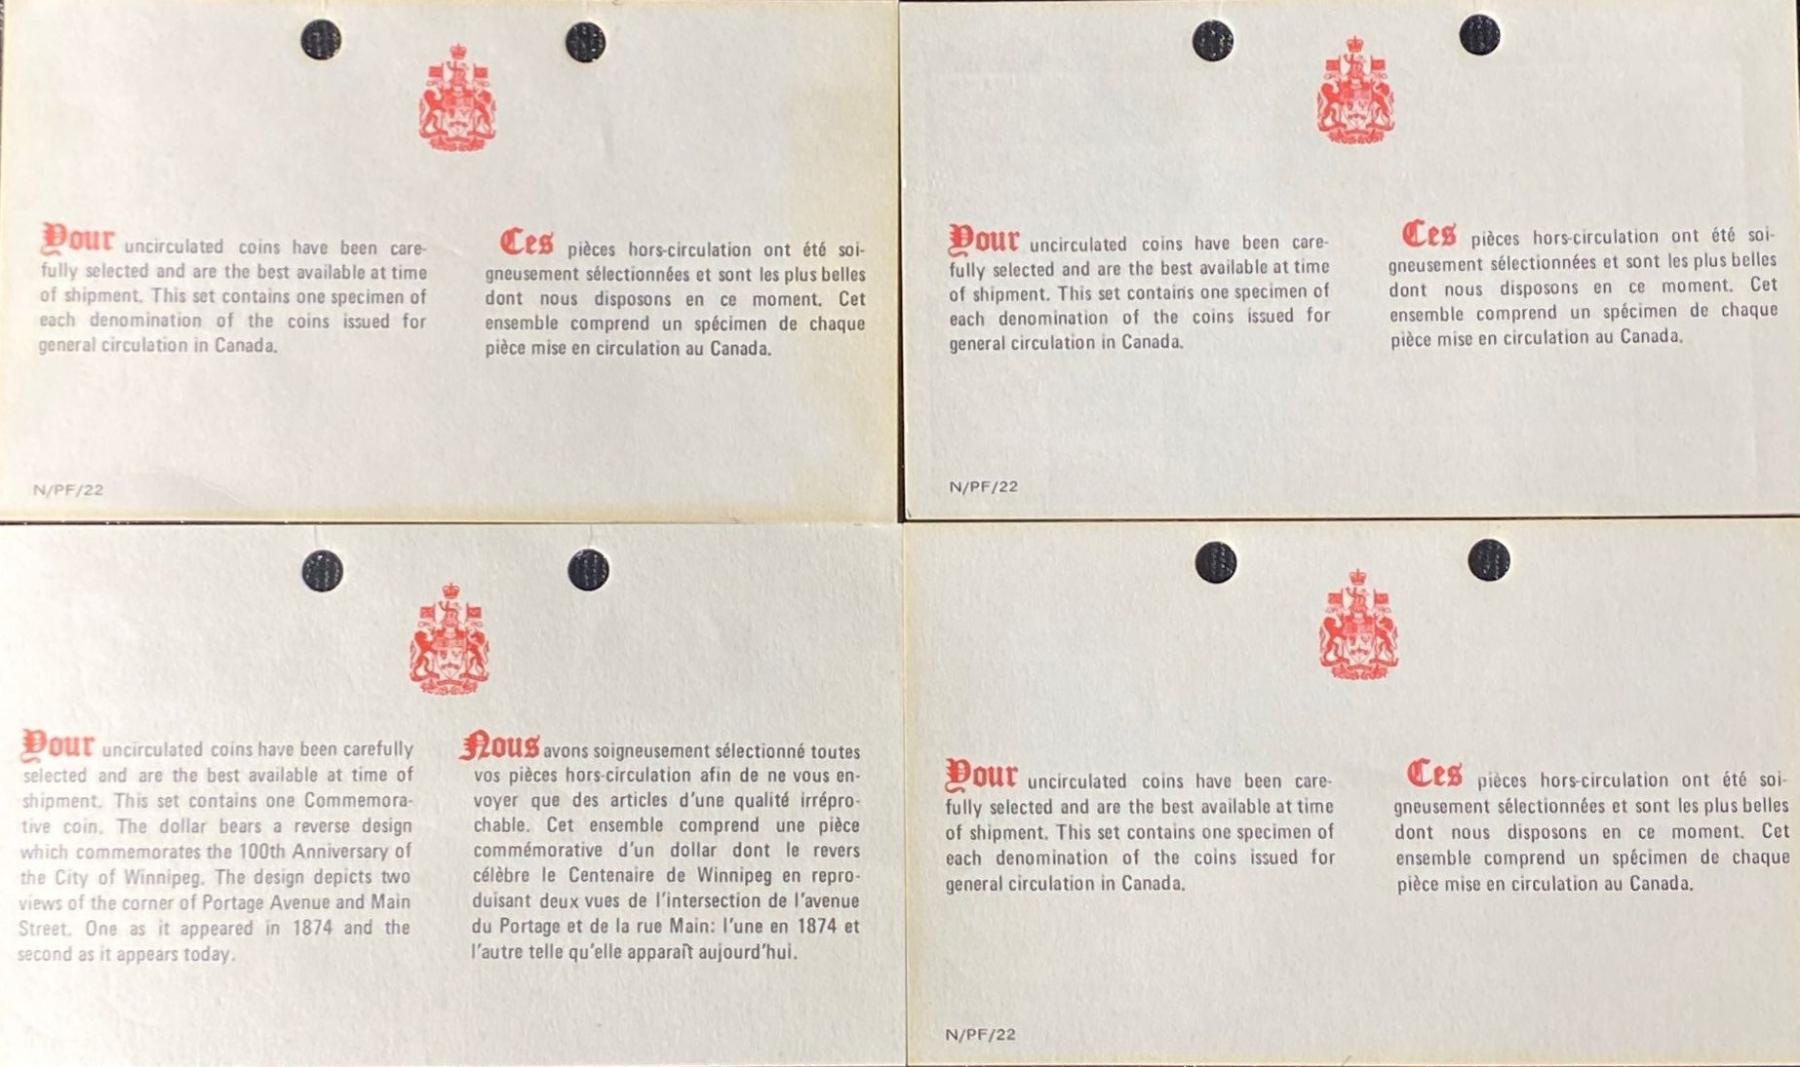 Your uncirculated coins have been care-
fully selected and are the best available at time
of shipment. This set contains one specimen of
each denomination of the coins issued for
general circulation in Canada.
Ces pièces hors-circulation ont été soi-
gneusement sélectionnées et sont les plus belles
dont nous disposons en ce moment. Cet
ensemble comprend un spécimen de chaque
pièce mise en circulation au Canada.
N/PF/22
Your uncirculated coins have been care-
fully selected and are the best available at time
of shipment. This set contains one specimen of
each denomination of the coins issued for
general circulation in Canada.
Ces pièces hors-circulation ont été soi-
gneusement sélectionnées et sont les plus belles
dont nous disposons en ce moment. Cet
ensemble comprend un spécimen de chaque
pièce mise en circulation au Canada.
N/PF/22
Your uncirculated coins have been carefully
selected and are the best available at time of
shipment. This set contains one Commemora-
tive coin. The dollar bears a reverse design
which commemorates the 100th Anniversary of
the City of Winnipeg. The design depicts two
views of the corner of Portage Avenue and Main
Street. One as it appeared in 1874 and the
second as it appears today.
Nous avons soigneusement sélectionné toutes
vos pièces hors-circulation afin de ne vous en-
voyer que des articles d'une qualité irrépro-
chable. Cet ensemble comprend une pièce
commémorative d'un dollar dont le revers
célèbre le Centenaire de Winnipeg en repro-
duisant deux vues de l'intersection de l'avenue
du Portage et de la rue Main: l'une en 1874 et
l'autre telle qu'elle apparaît aujourd'hui.
Your uncirculated coins have been care-
fully selected and are the best available at time
of shipment. This set contains one specimen of
each denomination of the coins issued for
general circulation in Canada.
Ces pièces hors-circulation ont été soi-
gneusement sélectionnées et sont les plus belles
dont nous disposons en ce moment. Cet
ensemble comprend un spécimen de chaque
pièce mise en circulation au Canada.
N/PF/22